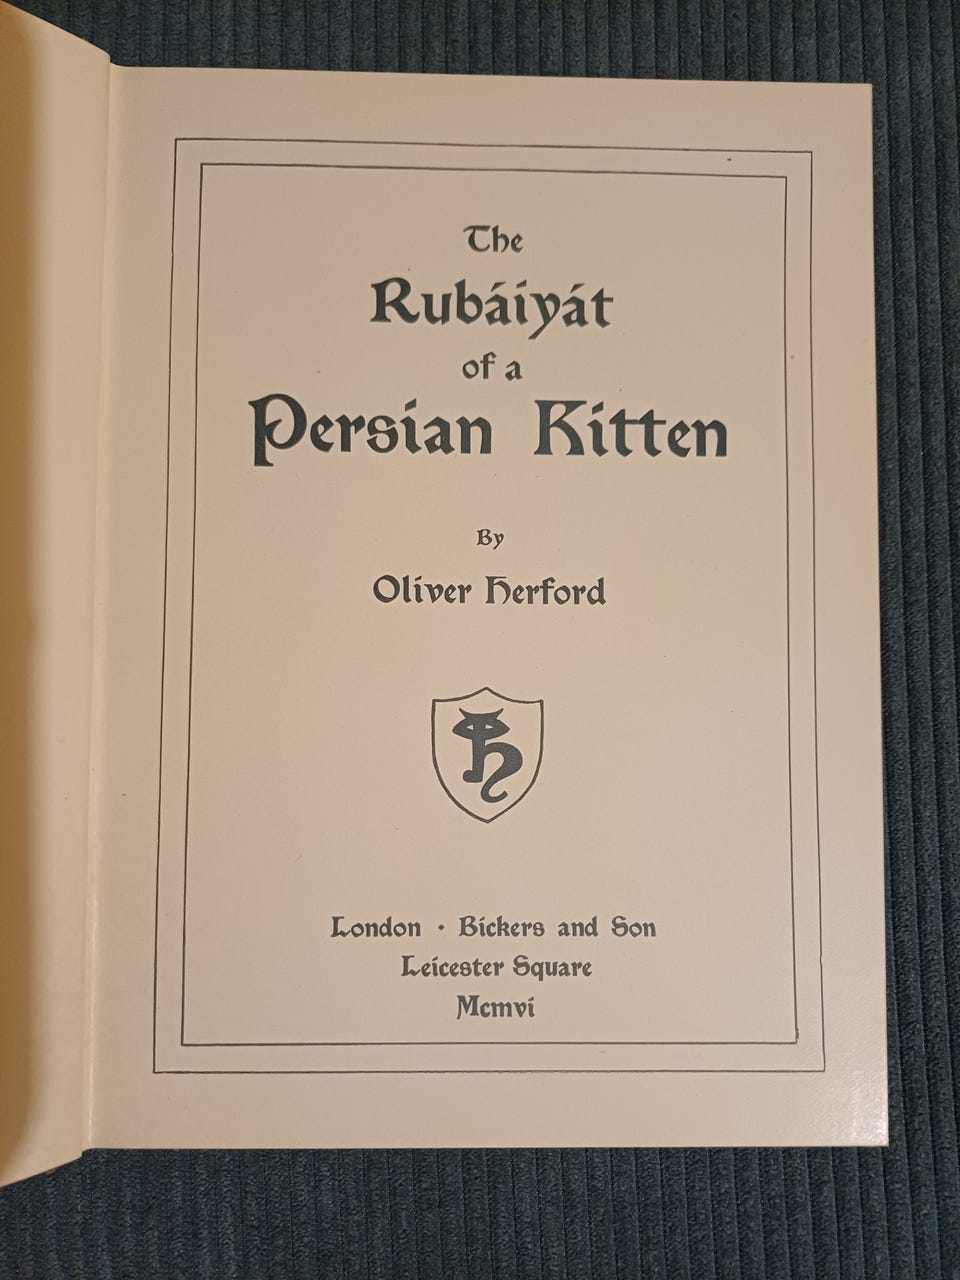 The
Rubáiyát
of a
Persian Kitten
By
Oliver Herford
London · Bickers and Son
Leicester Square
Mcmvi